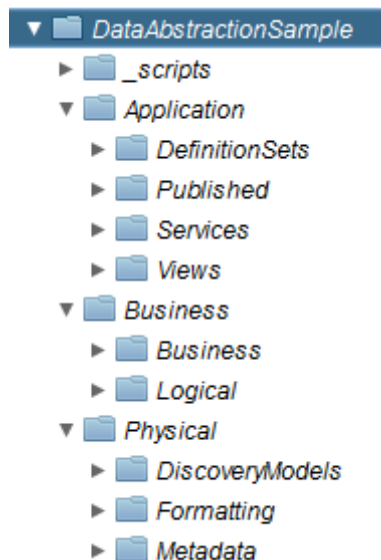 DataAbstractionSample
_scripts
Application
DefinitionSets
Published
Services
Views
Business
Business
Logical
Physical
DiscoveryModels
Formatting
Metadata